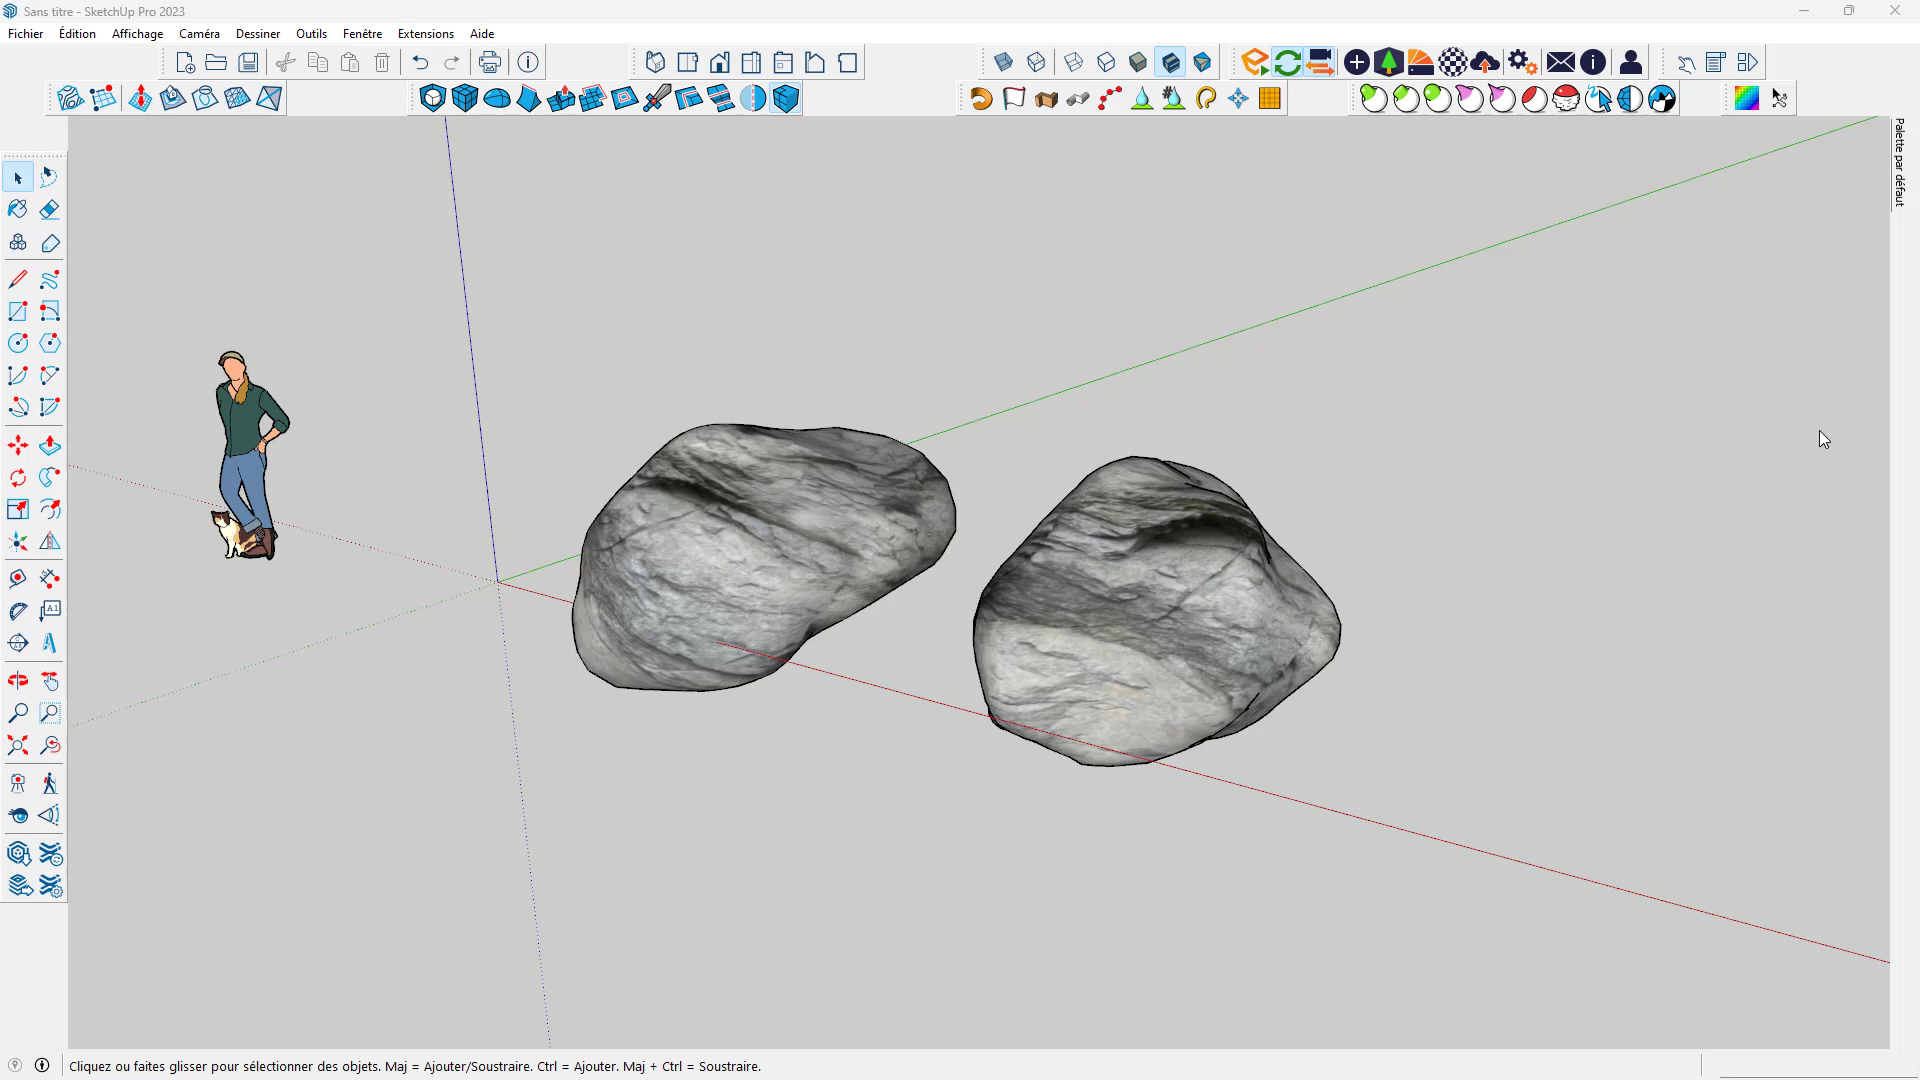 Sans titre - SketchUp Pro 2023
Fichier Édition Affichage Caméra Dessiner Outils Fenêtre Extensions Aide
Palette par défaut
A1
A
Cliquez ou faites glisser pour sélectionner des objets. Maj = Ajouter/Soustraire. Ctrl = Ajouter. Maj + Ctrl = Soustraire.